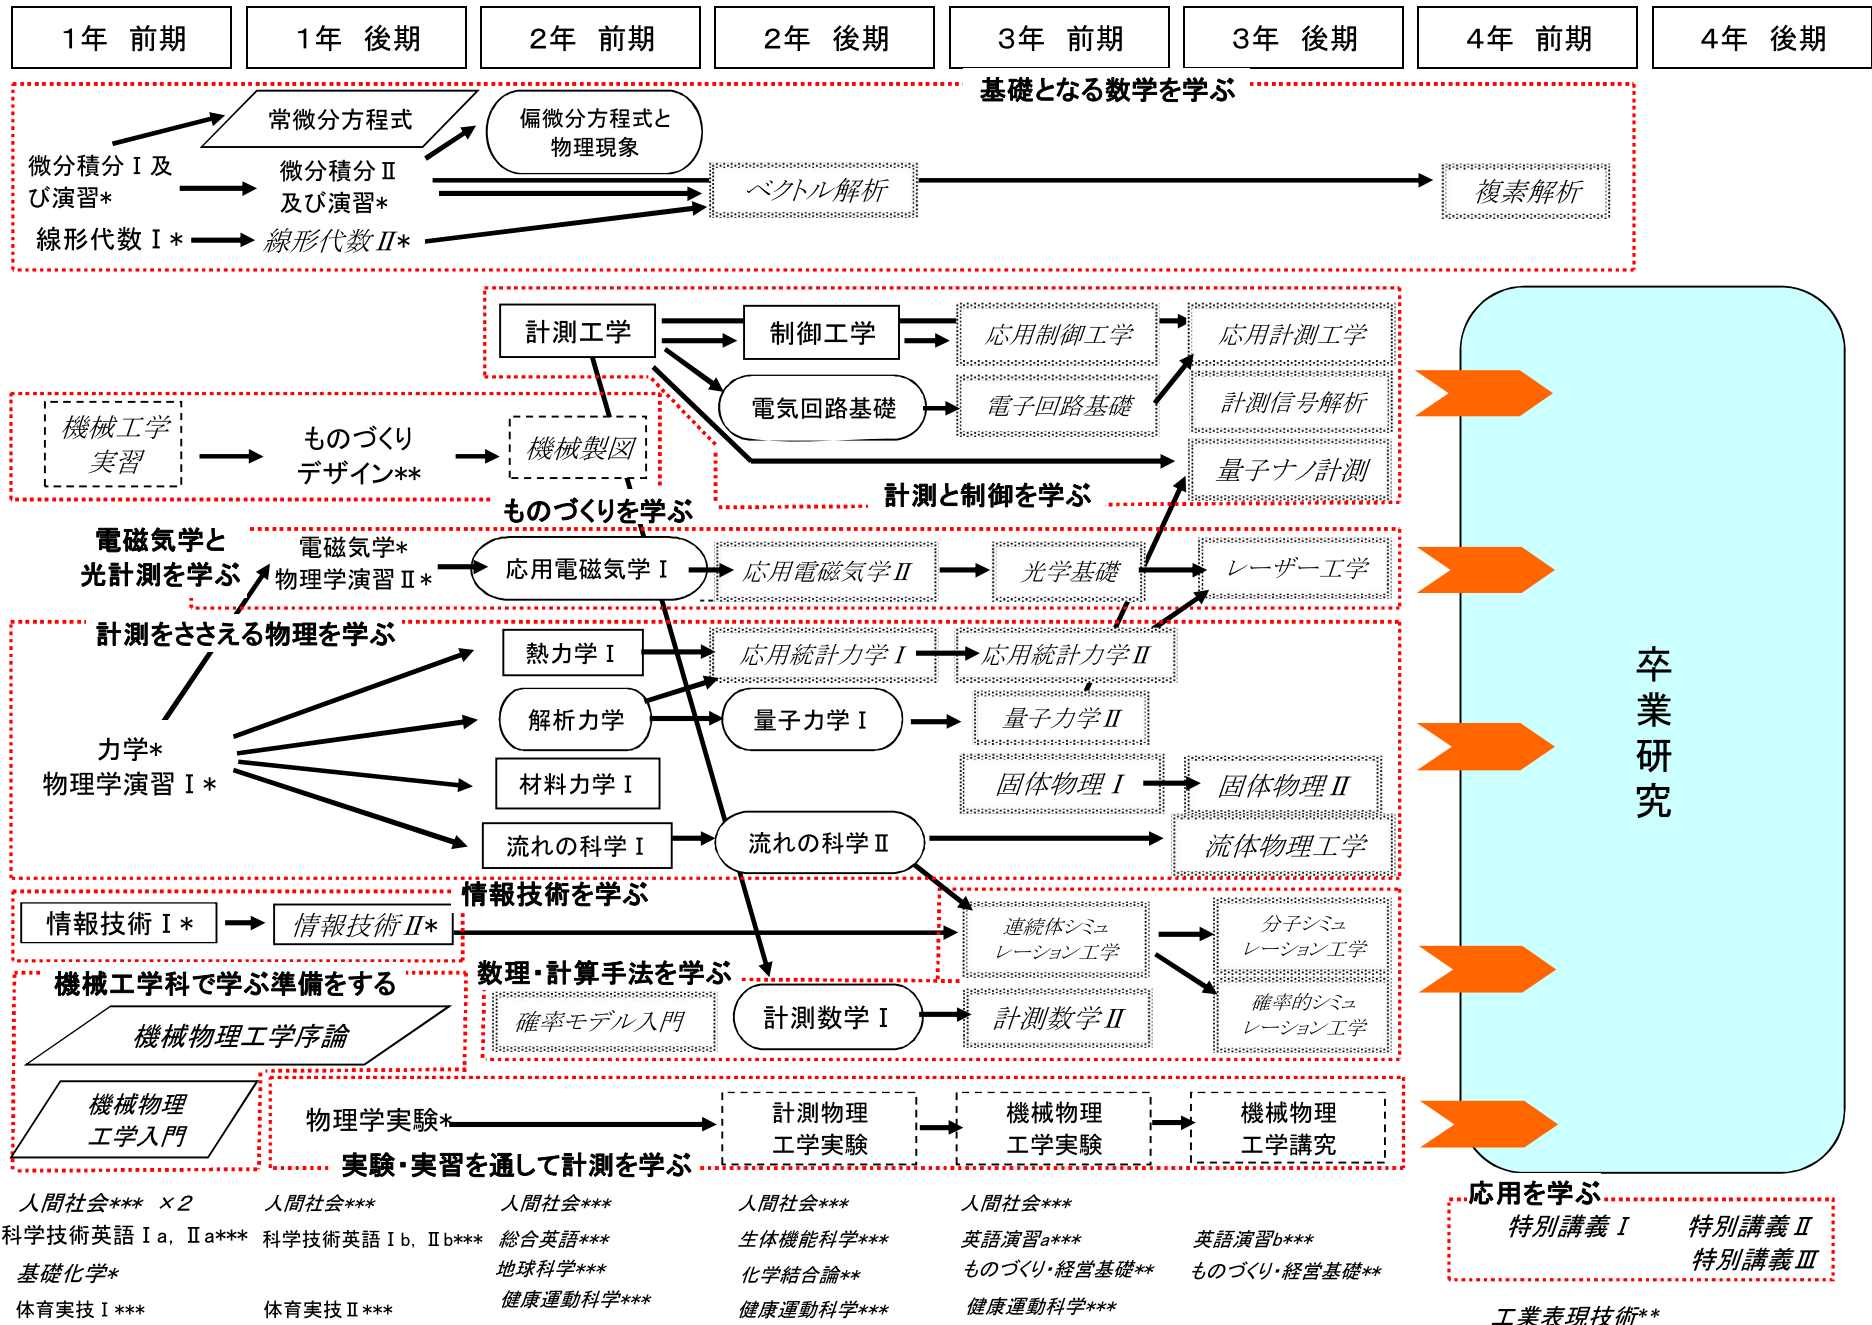 1年 前期
1年 後期
2年 前期
2年 後期
3年 前期
3年 後期
4年 前期
4年 後期
基礎となる数学を学ぶ
常微分方程式
偏微分方程式と
物理現象
微分積分Ⅰ及
び演習*
微分積分Ⅱ
及び演習*
ベクトル解析
複素解析
線形代数Ⅰ*
線形代数Ⅱ*
計測工学
制御工学
応用制御工学
応用計測工学
電気回路基礎
電子回路基礎
計測信号解析
量子ナノ計測
計測と制御を学ぶ
機械工学
実習
ものづくり
デザイン**
機械製図
ものづくりを学ぶ
電磁気学と
光計測を学ぶ
電磁気学*
物理学演習Ⅱ*
応用電磁気学Ⅰ
応用電磁気学Ⅱ
光学基礎
レーザー工学
計測をささえる物理を学ぶ
熱力学Ⅰ
応用統計力学Ⅰ
応用統計力学Ⅱ
解析力学
量子力学Ⅰ
量子力学Ⅱ
力学*
物理学演習Ⅰ*
材料力学Ⅰ
固体物理Ⅰ
固体物理Ⅱ
流れの科学Ⅰ
流れの科学Ⅱ
流体物理工学
卒
業
研
究
情報技術を学ぶ
情報技術Ⅰ*
情報技術Ⅱ*
連続体シミュ
レーション工学
分子シミュ
レーション工学
機械工学科で学ぶ準備をする
数理・計算手法を学ぶ
機械物理工学序論
確率モデル入門
計測数学Ⅰ
計測数学Ⅱ
確率的シミュ
レーション工学
機械物理
工学入門
物理学実験*
計測物理
工学実験
機械物理
工学実験
機械物理
工学講究
実験・実習を通して計測を学ぶ
応用を学ぶ
特別講義Ⅰ
特別講義Ⅱ
特別講義Ⅲ
人間社会*** ×2
人間社会***
人間社会***
人間社会***
人間社会***
科学技術英語Ⅰa, Ⅱa***
科学技術英語Ⅰb, Ⅱb***
総合英語***
生体機能科学***
英語演習a***
英語演習b***
基礎化学*
地球科学***
化学結合論**
ものづくり・経営基礎**
ものづくり・経営基礎**
体育実技Ⅰ***
体育実技Ⅱ***
健康運動科学***
健康運動科学***
健康運動科学***
工業表現技術**